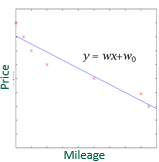 y = wx+w₀
Price
Mileage